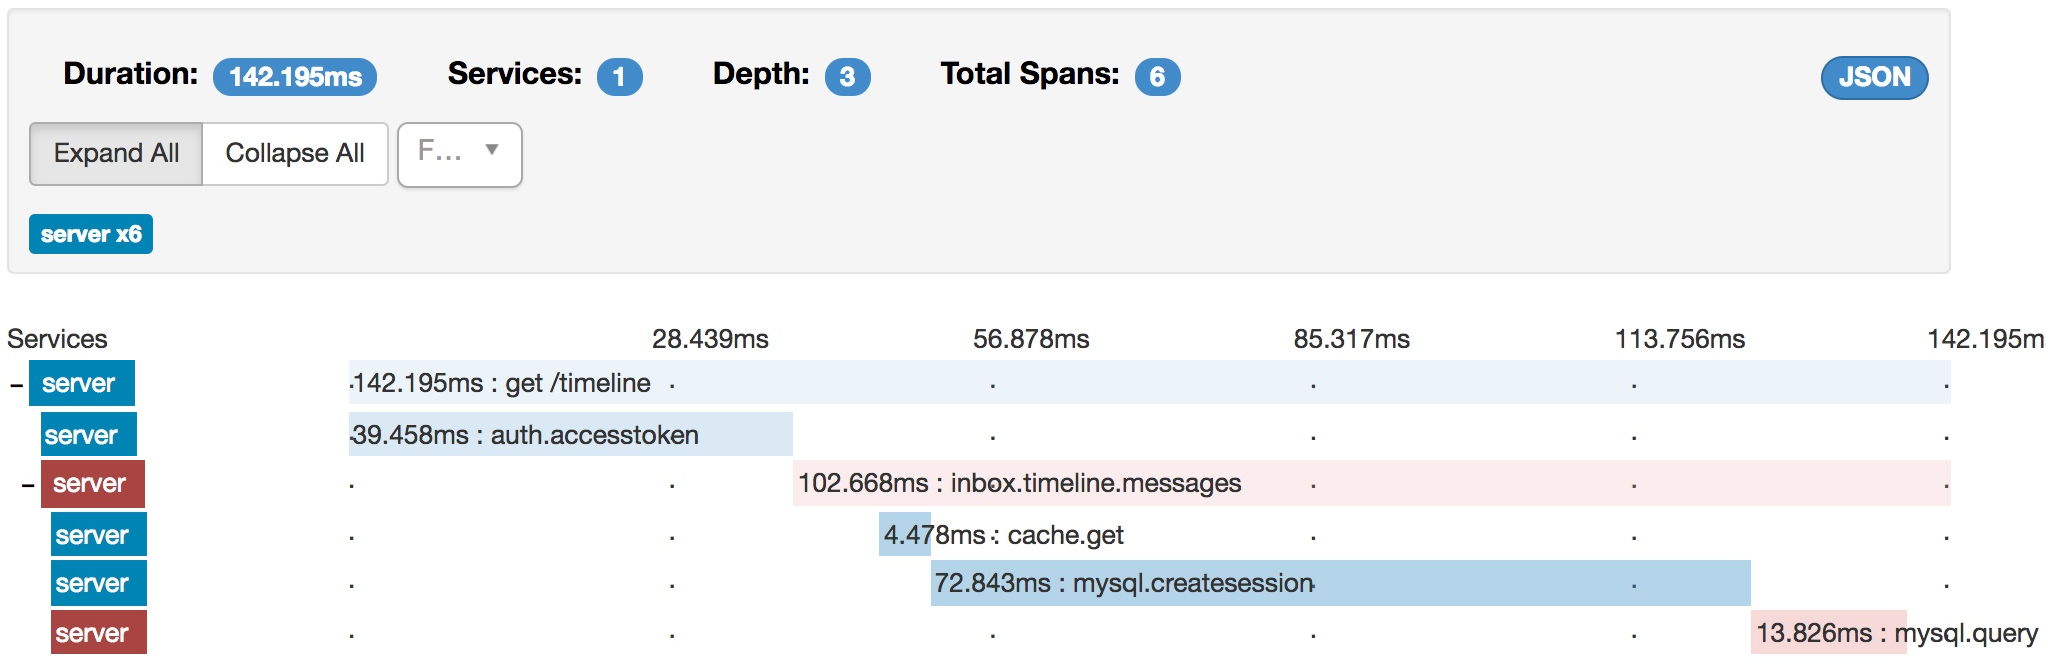 Duration: 142.195ms Services: 1 Depth: 3 Total Spans: 6 JSON
Expand All Collapse All F...
server x6
Services 28.439ms 56.878ms 85.317ms 113.756ms 142.195m
- server 142.195ms : get /timeline
server 39.458ms : auth.accesstoken
- server 102.668ms : inbox.timeline.messages
server 4.478ms : cache.get
server 72.843ms : mysql.createsession
server 13.826ms : mysql.query